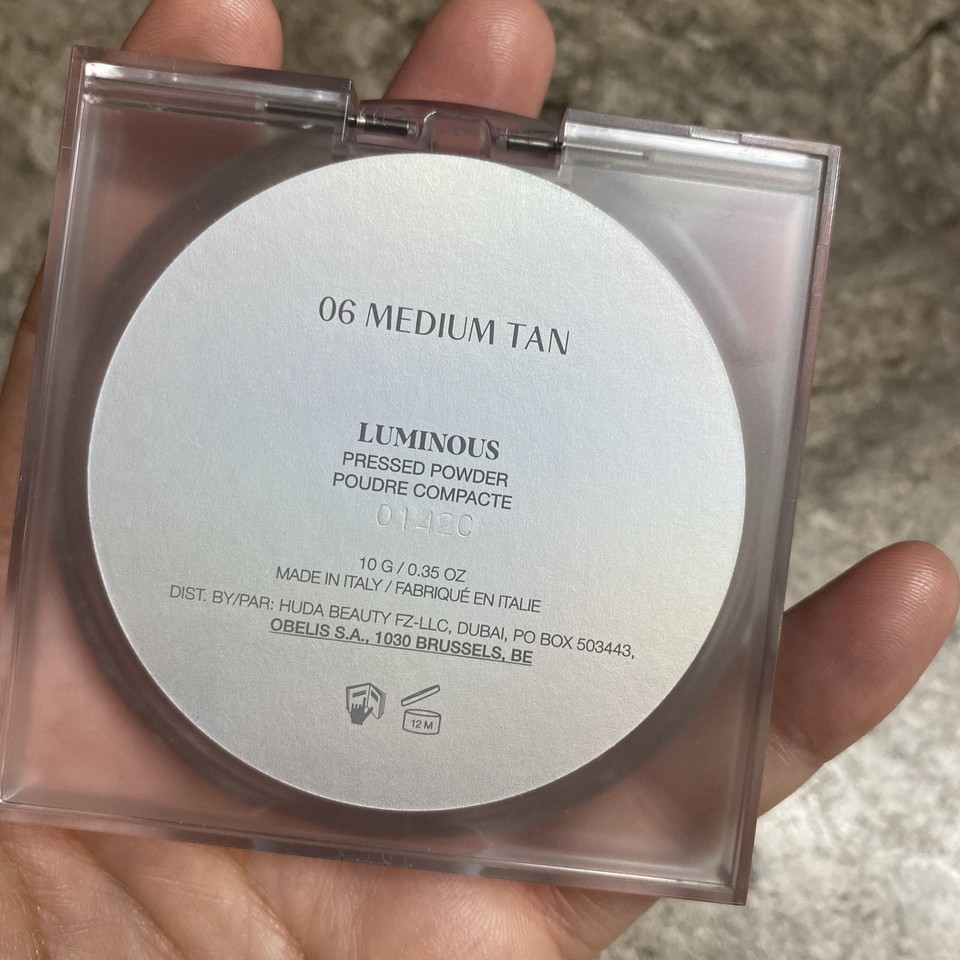 06 MEDIUM TAN
LUMINOUS
PRESSED POWDER
POUDRE COMPACTE
10 G / 0.35 OZ
MADE IN ITALY / FABRIQUÉ EN ITALIE
DIST. BY/PAR: HUDA BEAUTY FZ-LLC, DUBAI, PO BOX 503443,
OBELIS S.A., 1030 BRUSSELS, BE
12 M